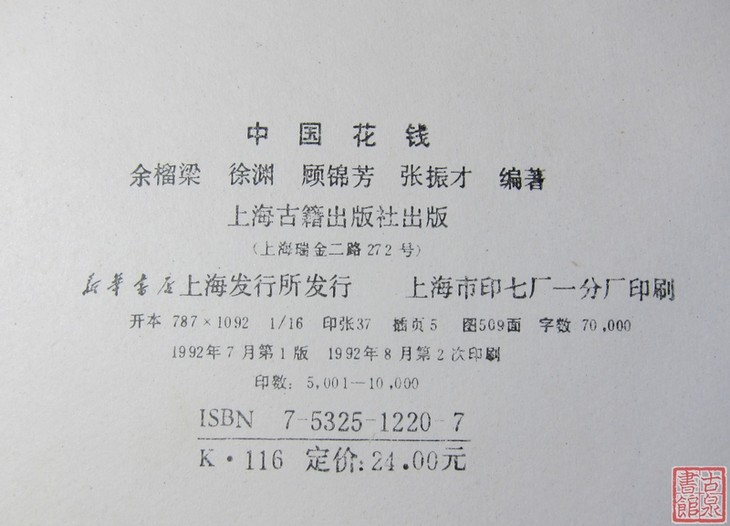 中国花钱
余榴梁 徐渊 顾锦芳 张振才 编著
上海古籍出版社出版
(上海瑞金二路272号)
新华书店上海发行所发行 上海市印七厂一分厂印刷
开本 787×1092 1/16 印张37 插页5 图509面 字数 70,000
1992年7月第1版 1992年8月第2次印刷
印数: 5,001—10,000
ISBN 7-5325-1220-7
K·116 定价: 24.00元
古泉書館